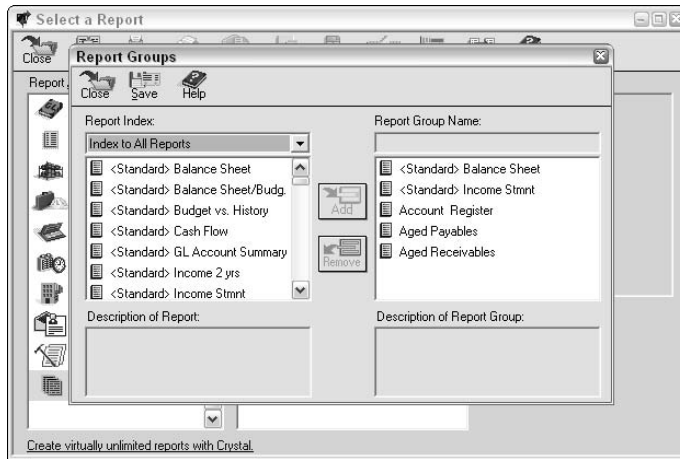 Select a Report
Close
Report
Report Groups
Close Save Help
Report Index:
Index to All Reports
<Standard> Balance Sheet
<Standard> Balance Sheet/Budg.
<Standard> Budget vs. History
<Standard> Cash Flow
<Standard> GL Account Summary
<Standard> Income 2 yrs
<Standard> Income Stmnt
Add
Remove
Report Group Name:
<Standard> Balance Sheet
<Standard> Income Stmnt
Account Register
Aged Payables
Aged Receivables
Description of Report:
Description of Report Group:
Create virtually unlimited reports with Crystal.